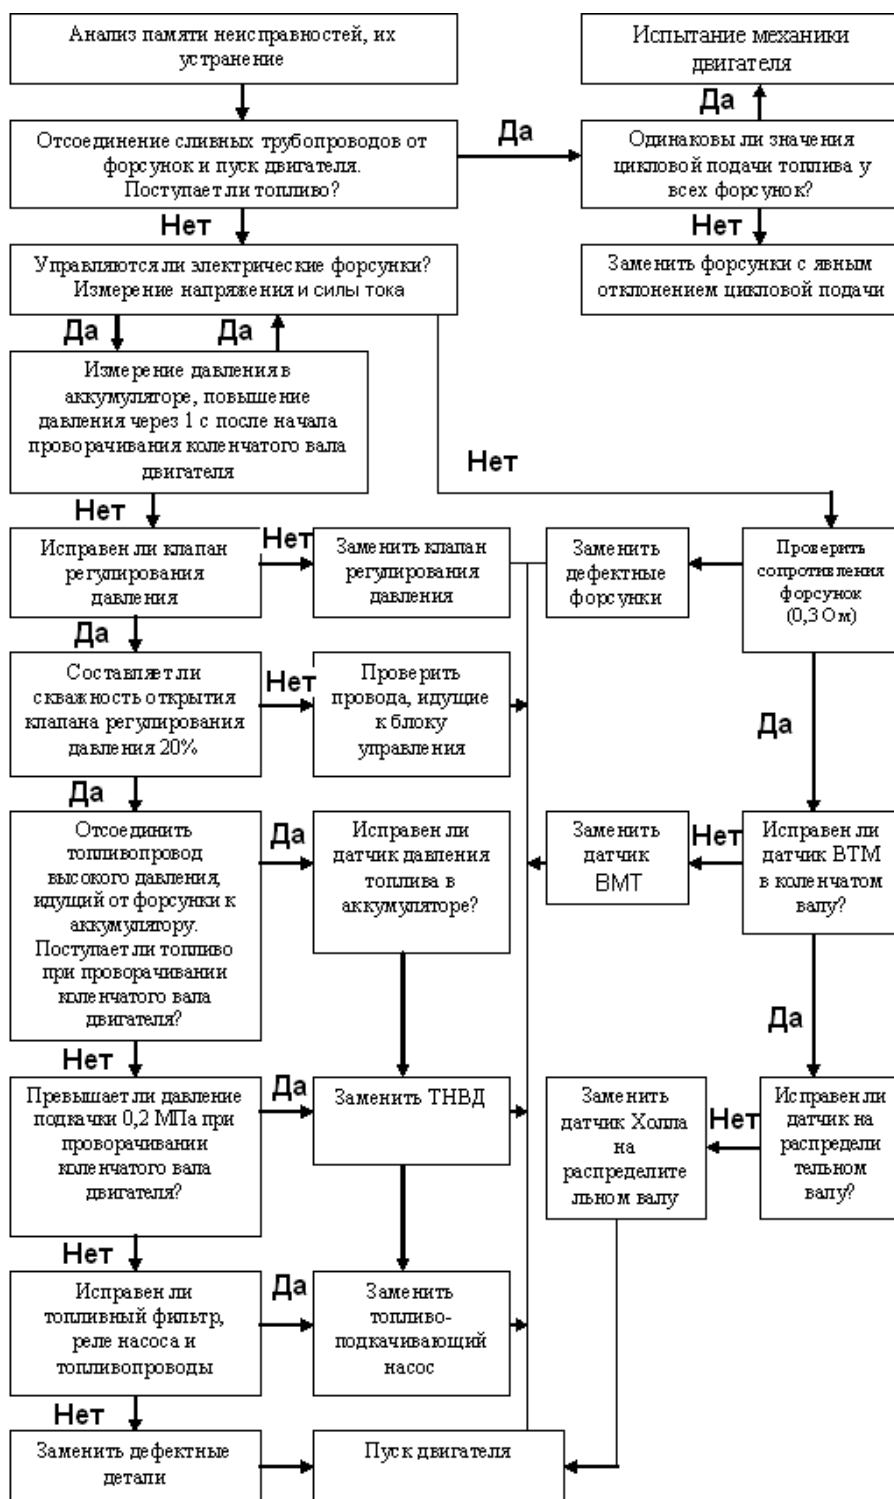 Анализ памяти неисправностей, их
устранение
Испытание механики
двигателя
Да
Отсоединение сливных трубопроводов от
форсунок и пуск двигателя.
Поступает ли топливо?
Да
Одинаковы ли значения
цикловой подачи топлива у
всех форсунок?
Нет
Нет
Управляются ли электрические форсунки?
Измерение напряжения и силы тока
Заменить форсунки с явным
отклонением цикловой подачи
Да
Да
Измерение давления в
аккумуляторе, повышение
давления через 1 с после начала
проворачивания коленчатого вала
двигателя
Нет
Нет
Исправен ли клапан
регулирования
давления
Нет
Заменить клапан
регулирования
давления
Заменить
дефектные
форсунки
Проверить
сопротивления
форсунок
(0,3 Ом)
Да
Составляет ли
скважность открытия
клапана регулирования
давления 20%
Нет
Проверить
провода, идущие
к блоку
управления
Да
Да
Отсоединить
топливопровод
высокого давления,
идущий от форсунки к
аккумулятору.
Поступает ли топливо
при проворачивании
коленчатого вала
двигателя?
Да
Исправен ли
датчик давления
топлива в
аккумуляторе?
Заменить
датчик
ВМТ
Нет
Исправен ли
датчик ВТМ
в коленчатом
валу?
Да
Нет
Превышает ли давление
подкачки 0,2 МПа при
проворачивании
коленчатого вала
двигателя?
Да
Заменить ТНВД
Заменить
датчик Холла
на
распределите
льном валу
Нет
Исправен ли
датчик на
распредели
тельном
валу?
Нет
Исправен ли
топливный фильтр,
реле насоса и
топливопроводы
Да
Заменить
топливо-
подкачивающий
насос
Нет
Заменить дефектные
детали
Пуск двигателя